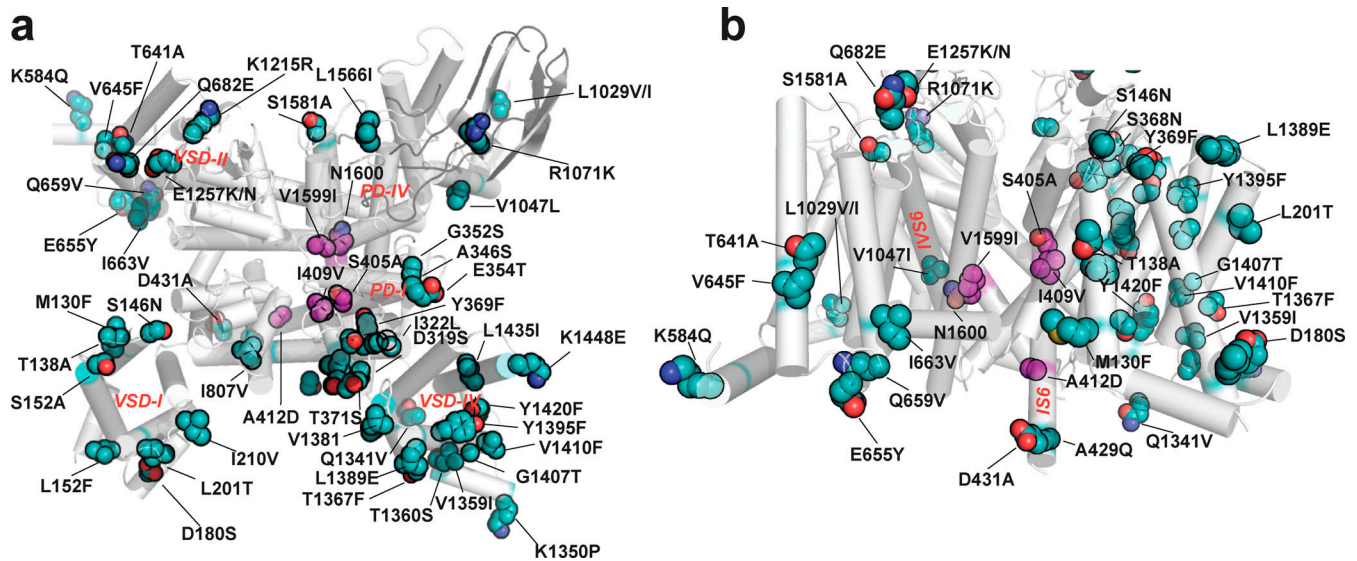 a
T641A
K584Q
V645F
Q682E
K1215R
L1566I
S1581A
L1029V/I
VSD-II
N1600
PD-IV
R1071K
Q659V
E1257K/N
V1599I
V1047L
E655Y
G352S
I663V
I409V
S405A
A346S
D431A
PD-I
E354T
M130F
S146N
Y369F
I322L
D319S
L1435I
K1448E
T138A
I807V
S152A
VSD-I
A412D
T371S
VSD-IV
Y1420F
V1381
Y1395F
I210V
Q1341V
V1410F
L152F
L201T
L1389E
G1407T
T1367F
V1359I
D180S
T1360S
K1350P
b
Q682E
E1257K/N
S1581A
R1071K
S146N
S368N
Y369F
L1389E
S405A
Y1395F
L1029V/I
IVS6
T641A
V1599I
L201T
V1047I
V645F
T138A
G1407T
I409V
Y1420F
V1410F
T1367F
N1600
V1359I
K584Q
I663V
M130F
D180S
A412D
Q659V
IS6
Q1341V
E655Y
A429Q
D431A